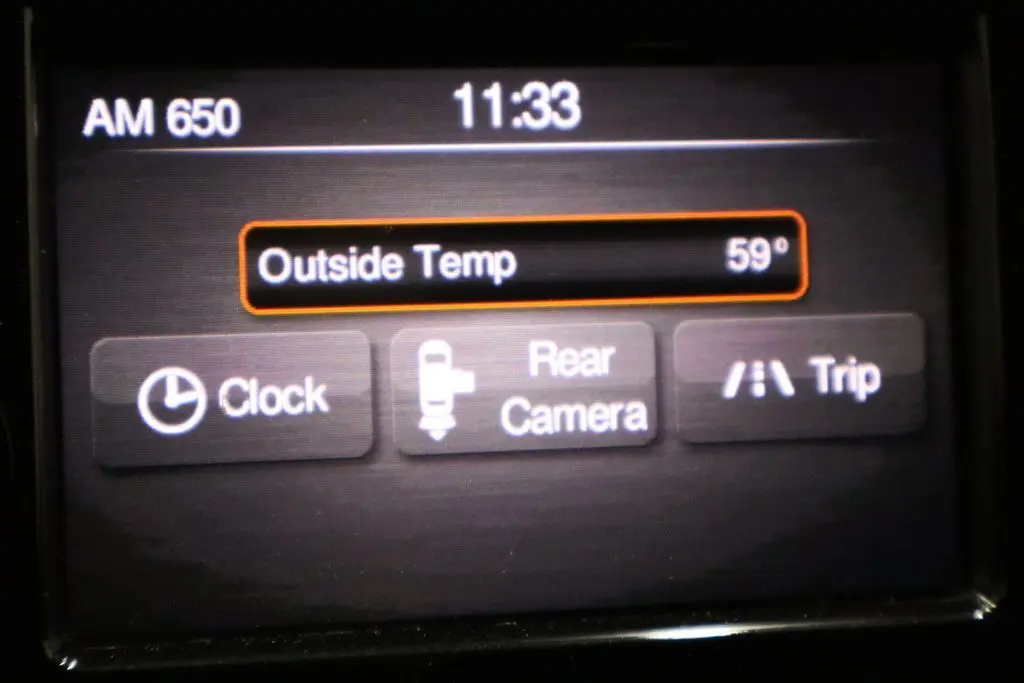 AM 650 11:33
Outside Temp 59°
Clock
Rear
Camera
Trip